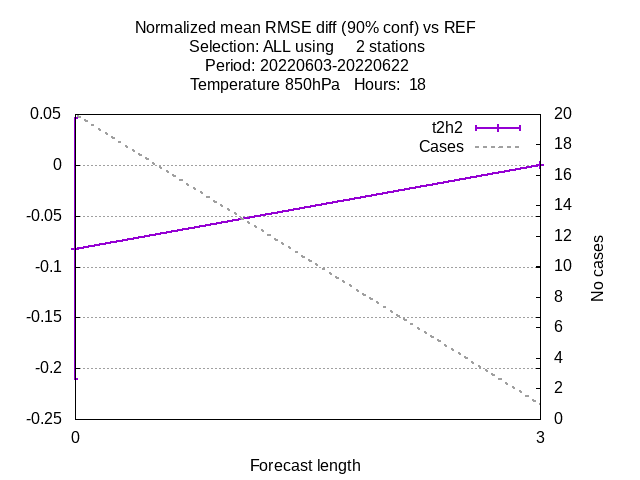 Normalized mean RMSE diff (90% conf) vs REF
Selection: ALL using     2 stations
Period: 20220603-20220622
Temperature 850hPa   Hours:  18
t2h2
Cases
0.05
0
-0.05
-0.1
-0.15
-0.2
-0.25
20
18
16
14
12
10
8
6
4
2
0
No cases
0
3
Forecast length